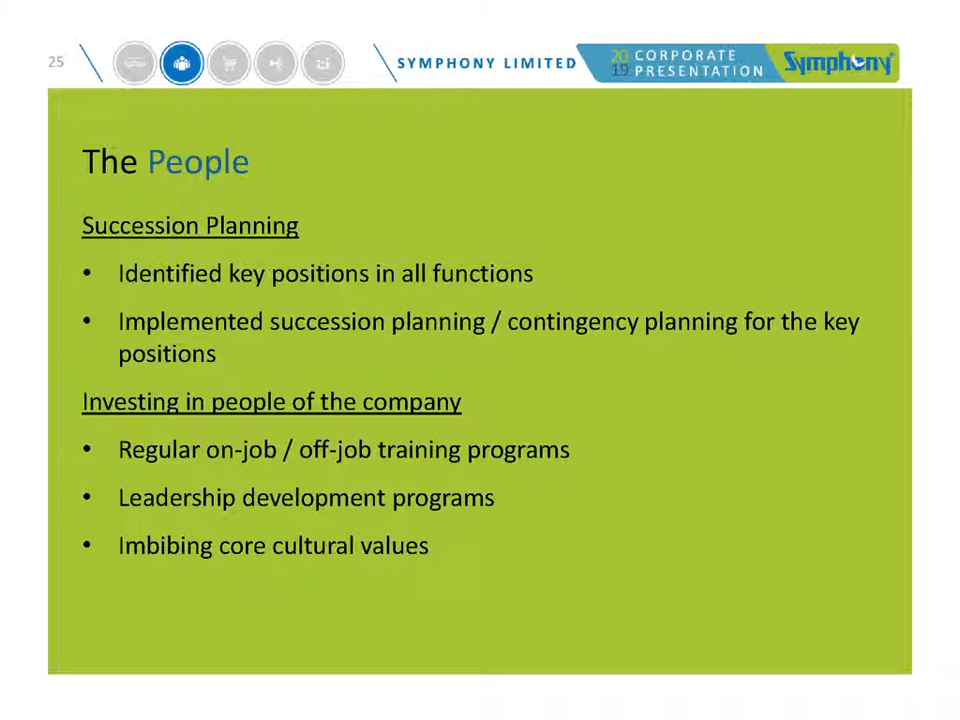 25
SYMPHONY LIMITED
2019 CORPORATE PRESENTATION
Symphony
The People
Succession Planning
• Identified key positions in all functions
• Implemented succession planning / contingency planning for the key
positions
Investing in people of the company
• Regular on-job / off-job training programs
• Leadership development programs
• Imbibing core cultural values